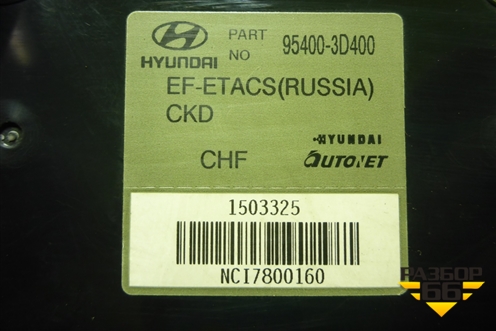 PART NO 95400-3D400
HYUNDAI
EF-ETACS(RUSSIA)
CKD
HYUNDAI
CHF AUTONET
1503325
NCI7800160
РАЗБОР
66